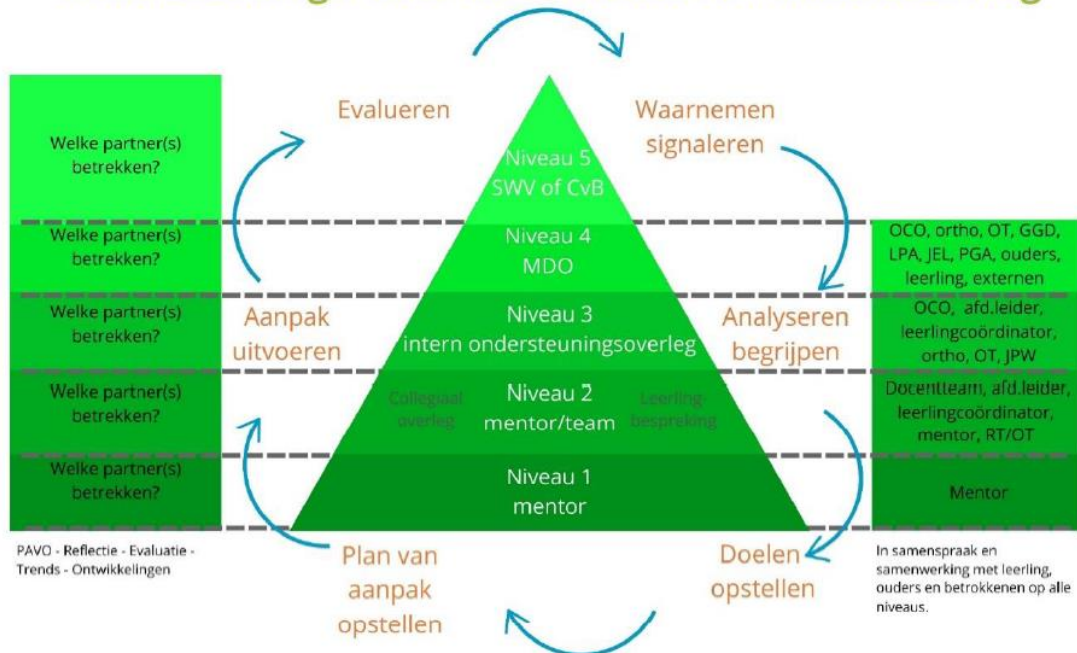 Welke partner(s)
betrekken?
Welke partner(s)
betrekken?
Welke partner(s)
betrekken?
Welke partner(s)
betrekken?
Welke partner(s)
betrekken?
PAVO - Reflectie - Evaluatie -
Trends - Ontwikkelingen
Evalueren
Waarnemen
signaleren
Aanpak
uitvoeren
Analyseren
begrijpen
Plan van
aanpak
opstellen
Doelen
opstellen
Niveau 5
SWV of CvB
Niveau 4
MDO
Niveau 3
intern ondersteuningsoverleg
Collegiaal
overleg
Niveau 2
mentor/team
Leerling-
bespreking
Niveau 1
mentor
OCO, ortho, OT, GGD,
LPA, JEL, PGA, ouders,
leerling, externen
OCO, afd.leider,
leerlingcoördinator,
ortho, OT, JPW
Docentteam, afd.leider,
leerlingcoördinator,
mentor, RT/OT
Mentor
In samenspraak en
samenwerking met leerling,
ouders en betrokkenen op alle
niveaus.